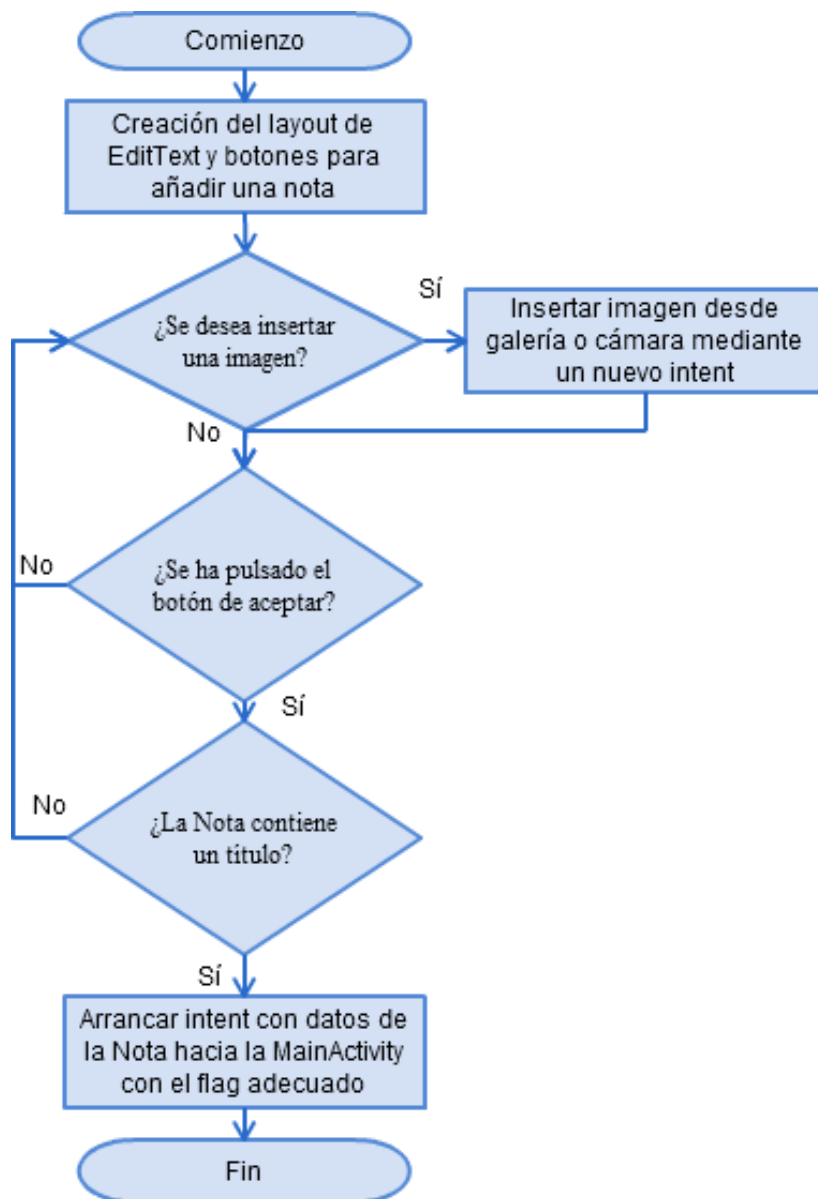 Comienzo
Creación del layout de
EditText y botones para
añadir una nota
¿Se desea insertar
una imagen?
Sí
Insertar imagen desde
galería o cámara mediante
un nuevo intent
No
¿Se ha pulsado el
botón de aceptar?
No
Sí
¿La Nota contiene
un titulo?
No
Sí
Arrancar intent con datos de
la Nota hacia la MainActivity
con el flag adecuado
Fin